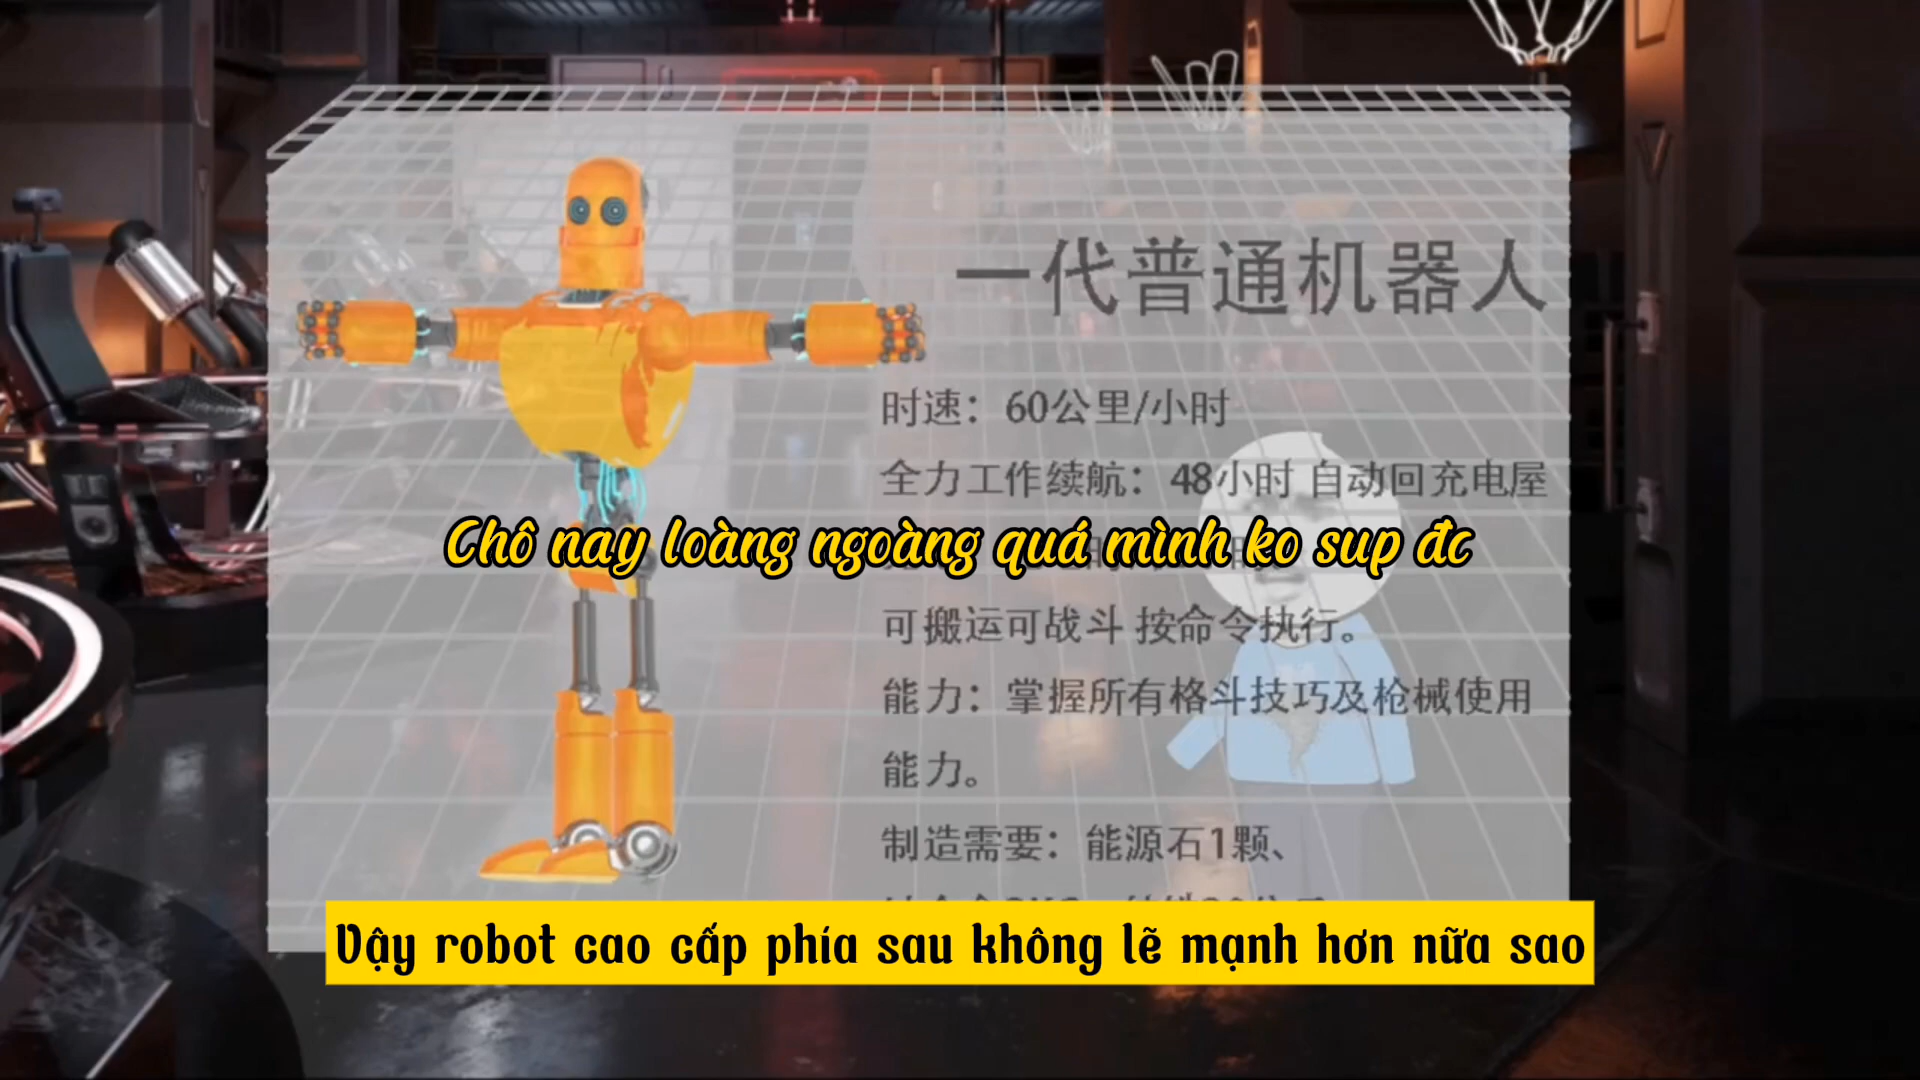 一代普通机器人
时速：60公里/小时
全力工作续航：48小时 自动回充电屋
Chô nay loàng ngoàng quá mình ko sup đc
可搬运可战斗 按命令执行。
能力：掌握所有格斗技巧及枪械使用
能力。
制造需要：能源石1颗、
Vậy robot cao cấp phía sau không lẽ mạnh hơn nữa sao